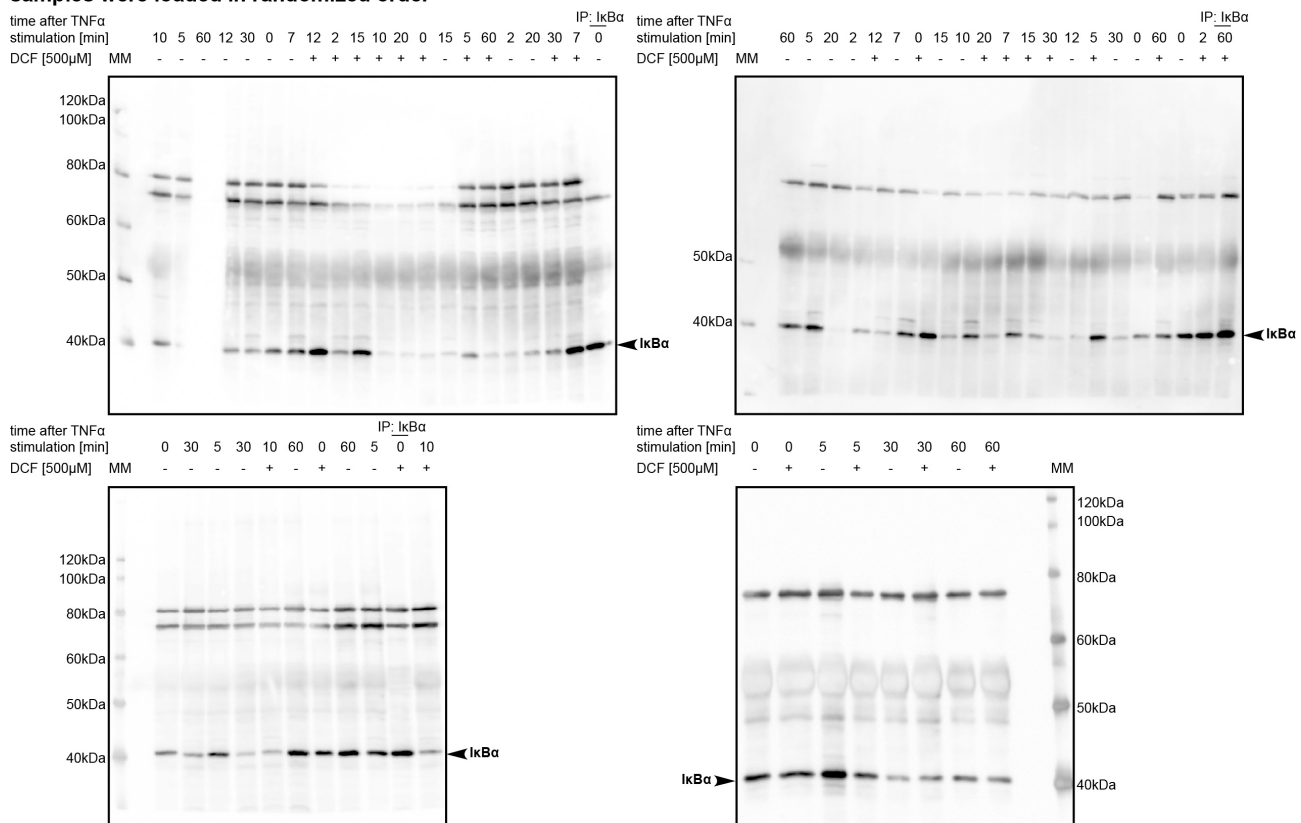 samples were loaded in randomized order
time after TNFα IP: IκBα
stimulation [min] 10 5 60 12 30 0 7 12 2 15 10 20 0 15 5 60 2 20 30 7 0
DCF [500µM] MM - - - - - - - + + + + + + - + + - - + + -
120kDa
100kDa
80kDa
60kDa
50kDa
40kDa
IκBα
time after TNFα IP: IκBα
stimulation [min] 60 5 20 2 12 7 0 15 10 20 7 15 30 12 5 30 0 60 0 2 60
DCF [500µM] MM - - - - + - - - - + + + + - + - - + - + +
50kDa
40kDa
IκBα
time after TNFα IP: IκBα
stimulation [min] 0 30 5 30 10 60 0 60 5 0 10
DCF [500µM] MM - - - - + - + - - + +
120kDa
100kDa
80kDa
60kDa
50kDa
40kDa
IκBα
time after TNFα
stimulation [min] 0 0 5 5 30 30 60 60
DCF [500µM] - + - + - + - + MM
120kDa
100kDa
80kDa
60kDa
50kDa
IκBα
40kDa